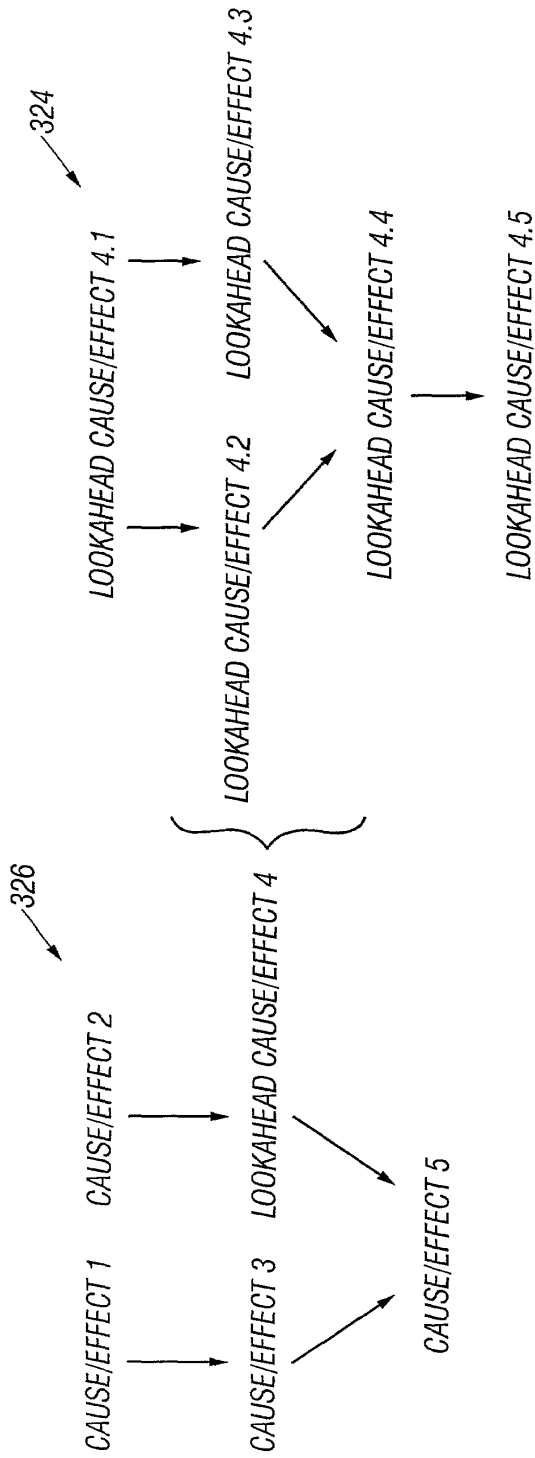 326
CAUSE/EFFECT 1
CAUSE/EFFECT 2
CAUSE/EFFECT 3
LOOKAHEAD CAUSE/EFFECT 4
CAUSE/EFFECT 5
324
LOOKAHEAD CAUSE/EFFECT 4.1
LOOKAHEAD CAUSE/EFFECT 4.2
LOOKAHEAD CAUSE/EFFECT 4.3
LOOKAHEAD CAUSE/EFFECT 4.4
LOOKAHEAD CAUSE/EFFECT 4.5